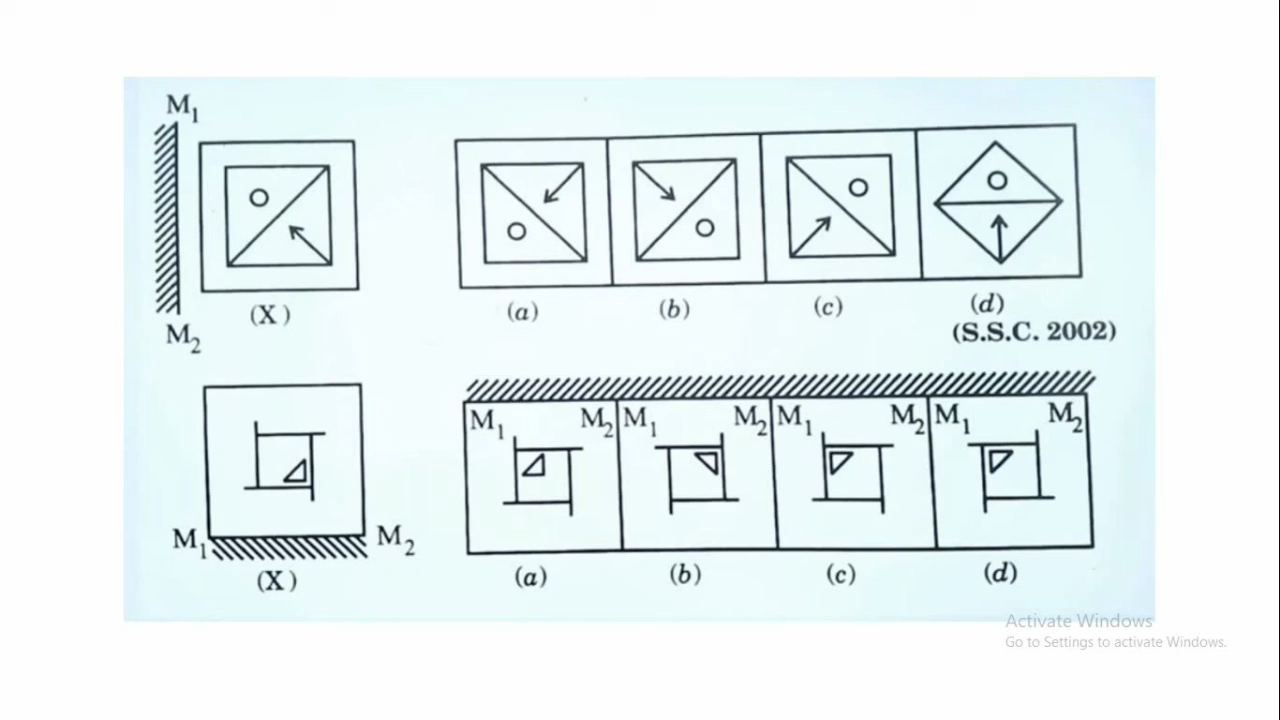 M1
M2
(X)
(a) (b) (c) (d)
(S.S.C. 2002)
M1 M2 M1 M2 M1 M2 M1 M2
M1 M2
(X)
(a) (b) (c) (d)
Activate Windows
Go to Settings to activate Windows.